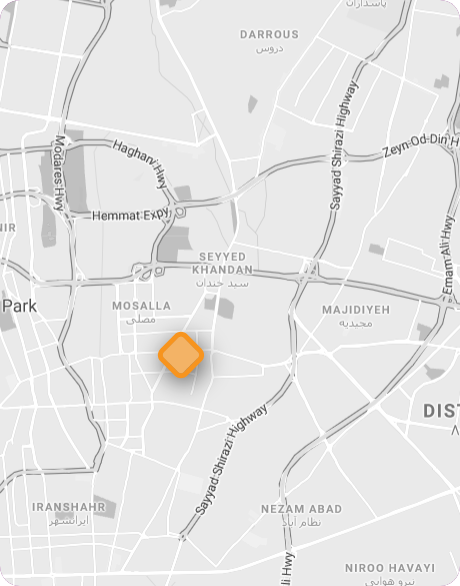 پاسداران
DARROUS
دروس
Modares Hwy
Haghani Hwy
Sayyad Shirazi Highway
Zeyn-Od-Din H
Hemmat Expy
NIR
SEYYED
KHANDAN
سید خندان
Emam Ali Hwy
Park
MOSALLA
مصلی
MAJIDIYEH
مجیدیه
DIST
Sayyad Shirazi Highway
IRANSHAHR
ایرانشهر
NEZAM ABAD
نظام آباد
li Hwy
NIROO HAVAYI
نیرو هوایی